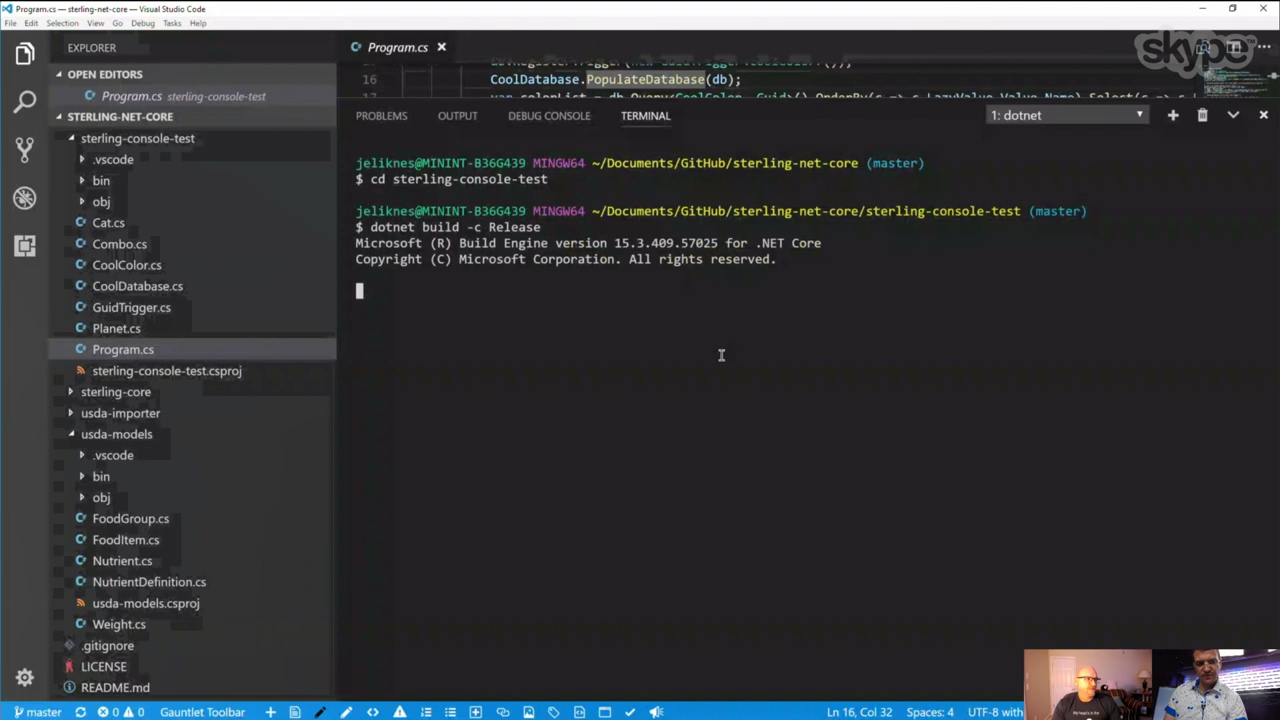 Program.cs — sterling-net-core — Visual Studio Code
File Edit Selection View Go Debug Tasks Help
EXPLORER
Program.cs
skype™
OPEN EDITORS
Program.cs sterling-console-test
STERLING-NET-CORE
sterling-console-test
.vscode
bin
obj
Cat.cs
Combo.cs
CoolColor.cs
CoolDatabase.cs
GuidTrigger.cs
Planet.cs
Program.cs
sterling-console-test.csproj
sterling-core
usda-importer
usda-models
.vscode
bin
obj
FoodGroup.cs
FoodItem.cs
Nutrient.cs
NutrientDefinition.cs
usda-models.csproj
Weight.cs
.gitignore
LICENSE
README.md
16 CoolDatabase.PopulateDatabase(db);
PROBLEMS OUTPUT DEBUG CONSOLE TERMINAL 1: dotnet
jeliknes@MININT-B36G439 MINGW64 ~/Documents/GitHub/sterling-net-core (master)
$ cd sterling-console-test
jeliknes@MININT-B36G439 MINGW64 ~/Documents/GitHub/sterling-net-core/sterling-console-test (master)
$ dotnet build -c Release
Microsoft (R) Build Engine version 15.3.409.57025 for .NET Core
Copyright (C) Microsoft Corporation. All rights reserved.
master 0 0 Gauntlet Toolbar Ln 16, Col 32 Spaces: 4 UTF-8 with